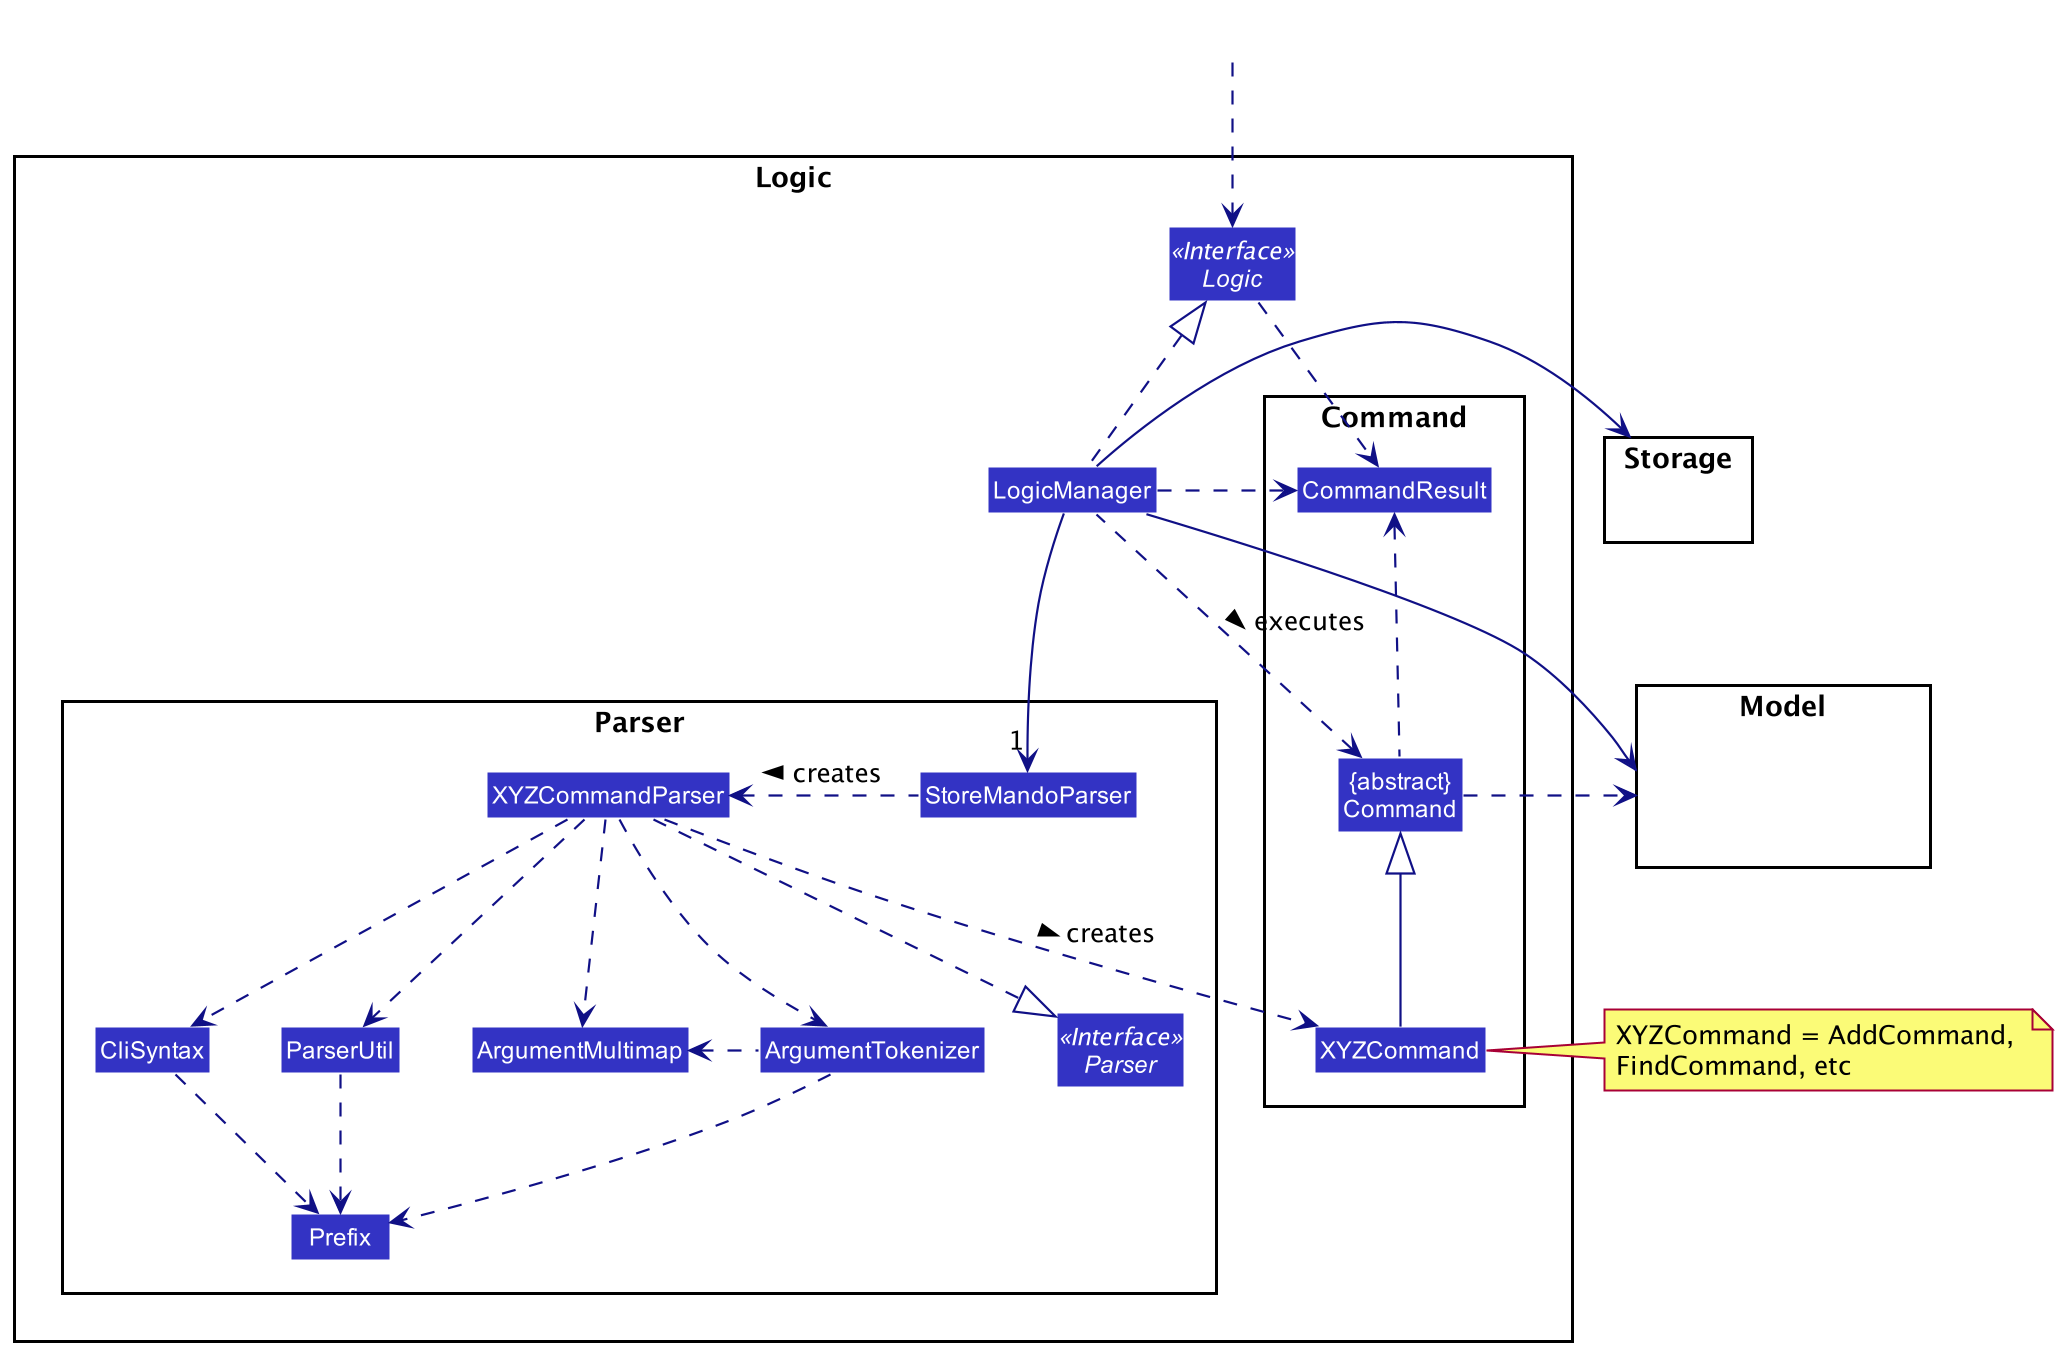 Logic
«Interface»
Logic
Command
Storage
LogicManager
CommandResult
executes
Model
Parser
1
XYZCommandParser
creates
StoreMandoParser
{abstract}
Command
creates
CliSyntax
ParserUtil
ArgumentMultimap
ArgumentTokenizer
«Interface»
Parser
XYZCommand
XYZCommand = AddCommand,
FindCommand, etc
Prefix